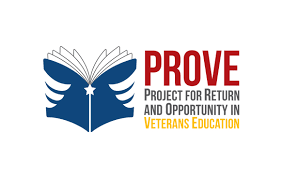 PROVE
PROJECT FOR RETURN
AND OPPORTUNITY IN
VETERANS EDUCATION